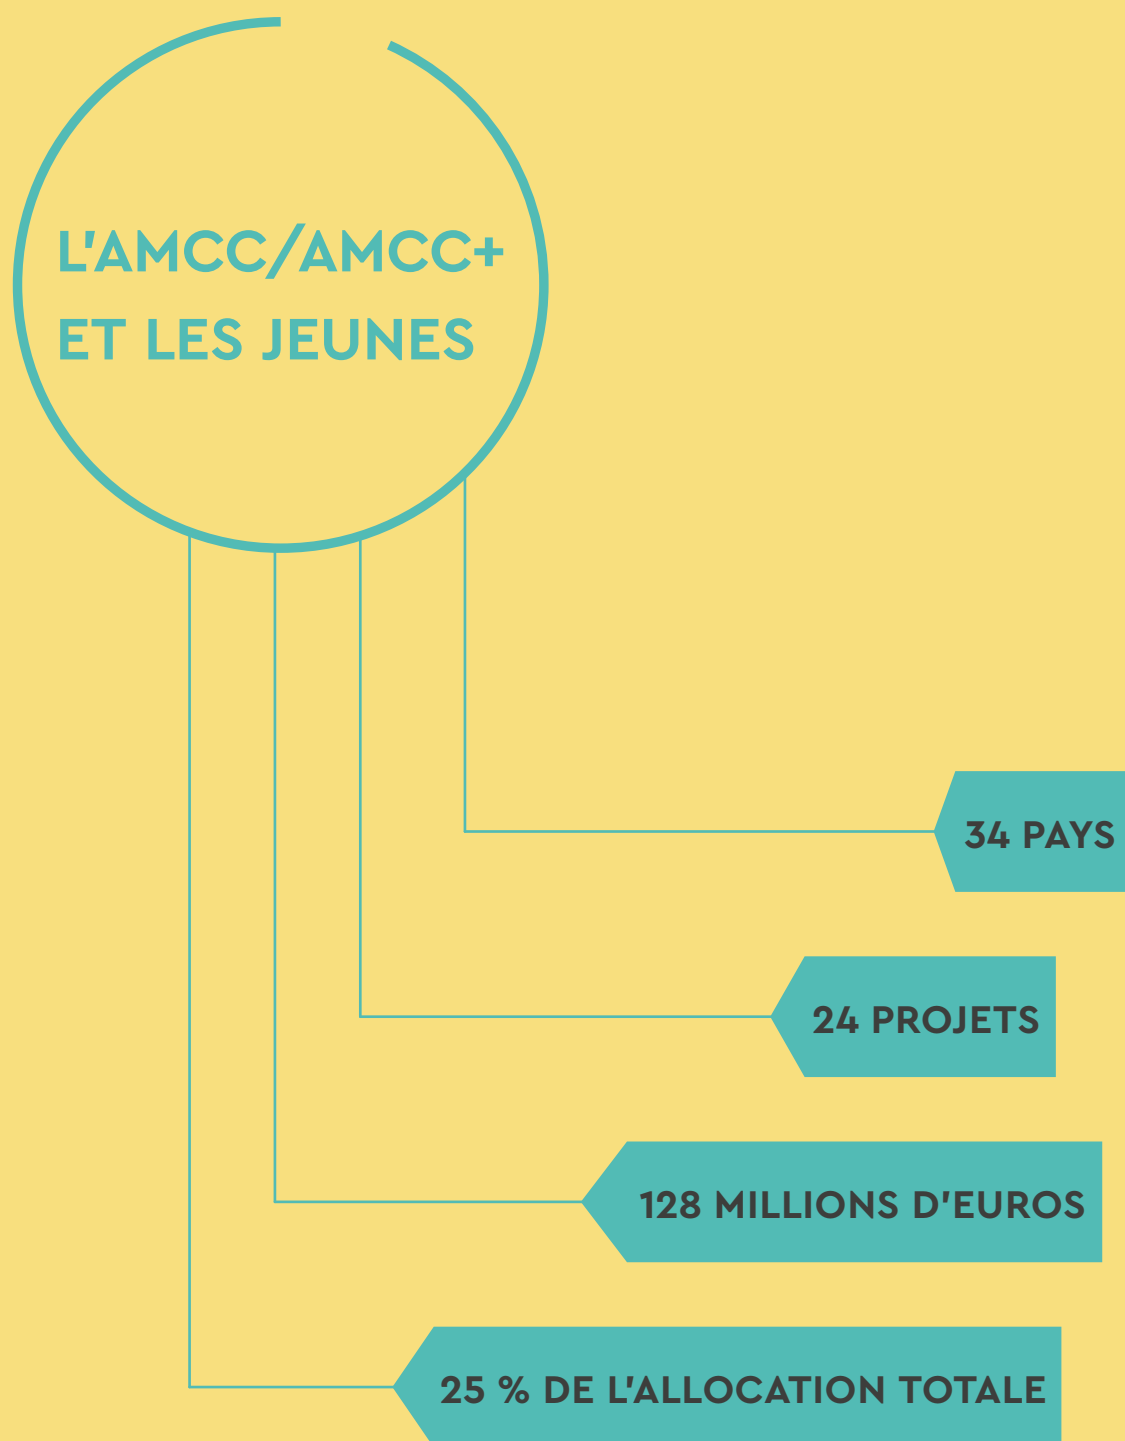 L'AMCC/AMCC+
ET LES JEUNES
34 PAYS
24 PROJETS
128 MILLIONS D'EUROS
25 % DE L'ALLOCATION TOTALE